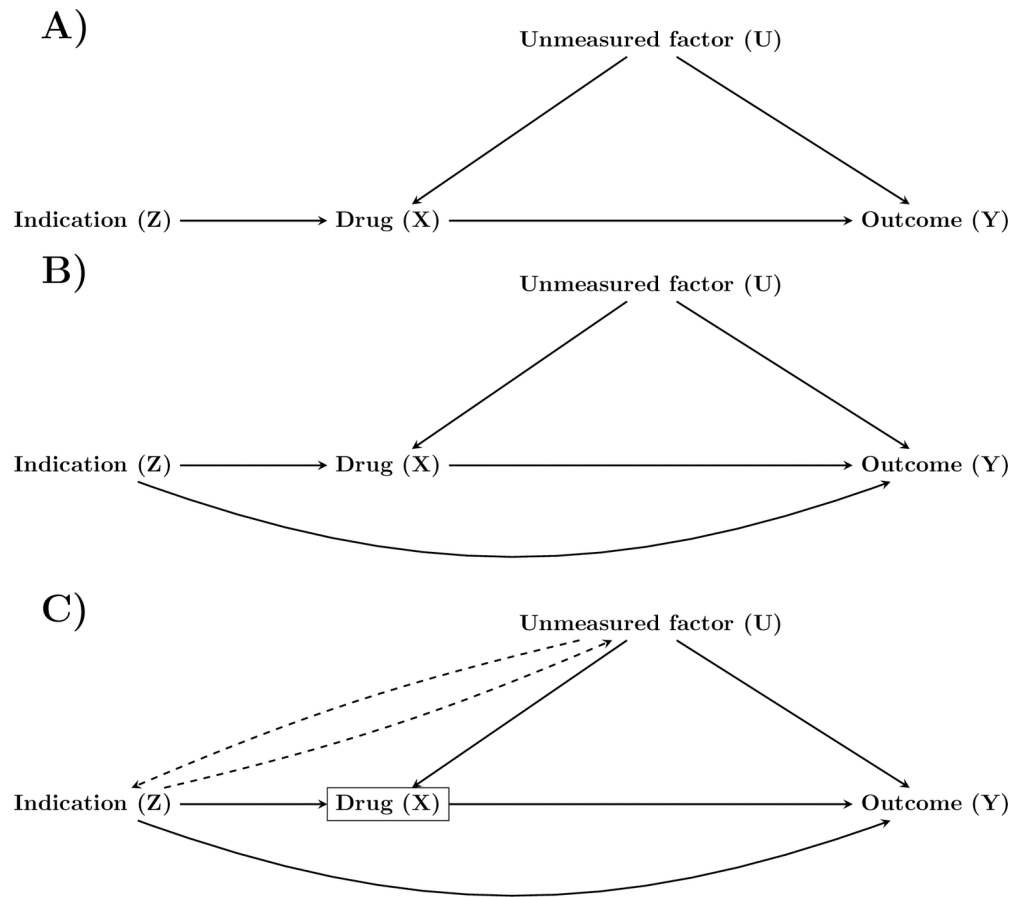 A)
Unmeasured factor (U)
Indication (Z) Drug (X) Outcome (Y)
B)
Unmeasured factor (U)
Indication (Z) Drug (X) Outcome (Y)
C)
Unmeasured factor (U)
Indication (Z) Drug (X) Outcome (Y)